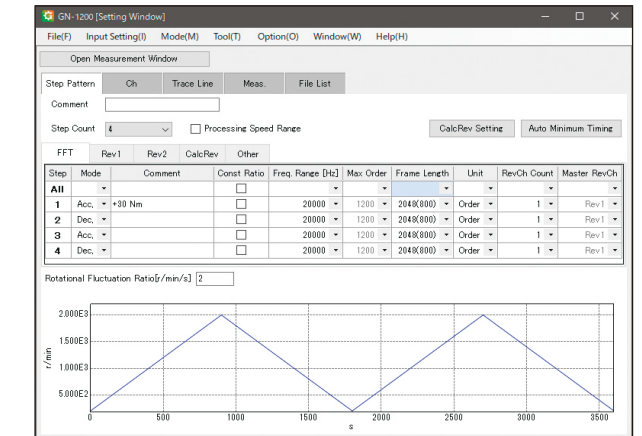 GN-1200 [Setting Window]
File(F) Input Setting(I) Mode(M) Tool(T) Option(O) Window(W) Help(H)
Open Measurement Window
Step Pattern Ch Trace Line Meas. File List
Comment
Step Count 4 Processing Speed Range CalcRev Setting Auto Minimum Timing
FFT Rev1 Rev2 CalcRev Other
Step Mode Comment Const Ratio Freq. Range [Hz] Max Order Frame Length Unit RevCh Count Master RevCh
All
1 Acc. +30 Nm 20000 1200 2048(800) Order 1 Rev1
2 Dec. 20000 1200 2048(800) Order 1 Rev1
3 Acc. 20000 1200 2048(800) Order 1 Rev1
4 Dec. 20000 1200 2048(800) Order 1 Rev1
Rotational Fluctuation Ratio[r/min/s] 2
2.000E3
1.500E3
1.000E3
5.000E2
r/min
0 500 1000 1500 2000 2500 3000 3500
s